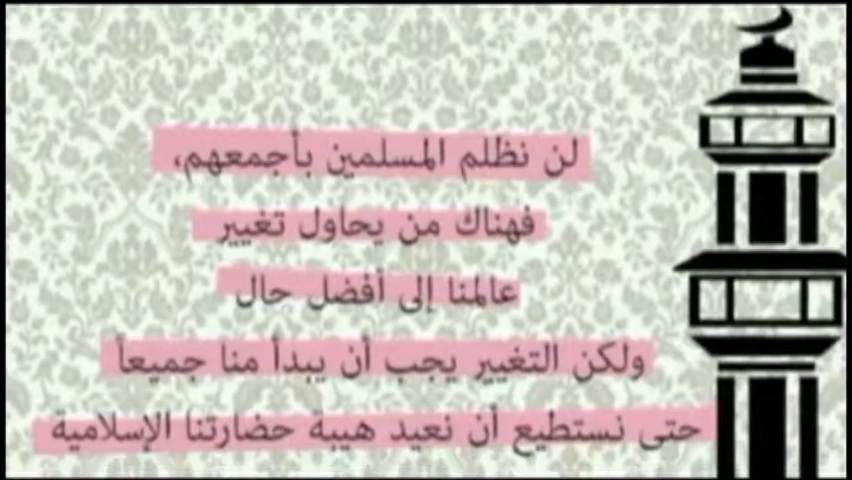 لن نظلم المسلمين بأجمعهم،
فهناك من يحاول تغيير
عالمنا إلى أفضل حال
ولكن التغيير يجب أن يبدأ منا جميعاً
حتى نستطيع أن نعيد هيبة حضارتنا الإسلامية